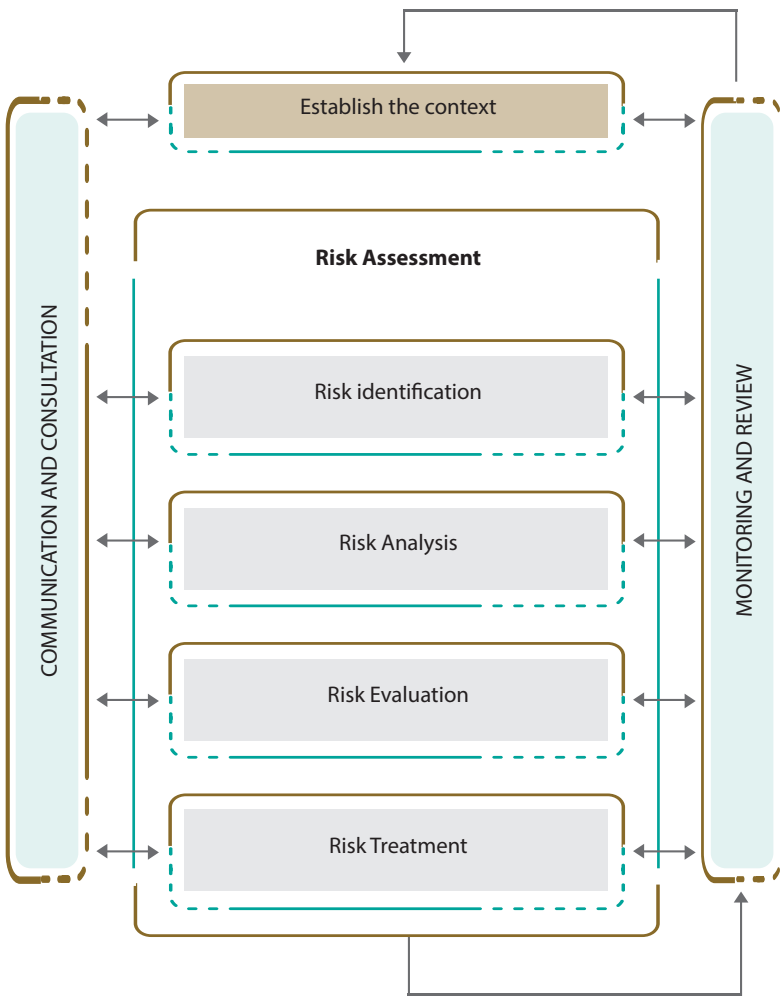 Establish the context
Risk Assessment
COMMUNICATION AND CONSULTATION
Risk identification
Risk Analysis
Risk Evaluation
Risk Treatment
MONITORING AND REVIEW